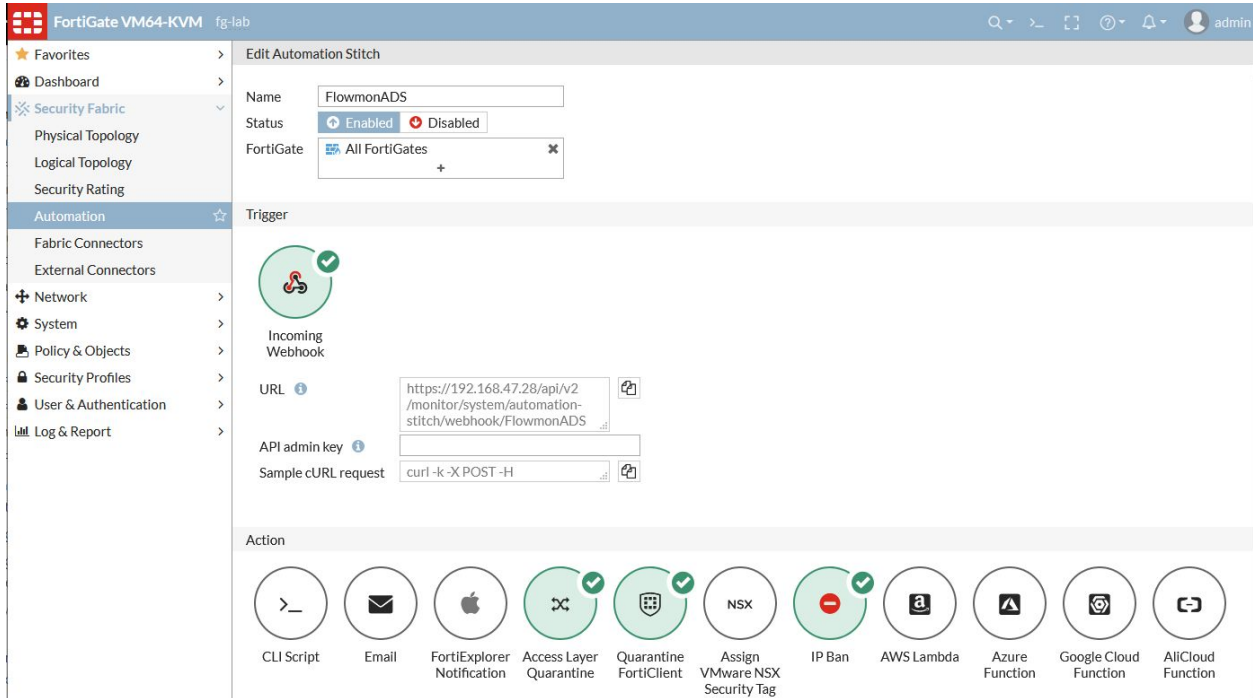 FortiGate VM64-KVM fg-lab
admin
Favorites
Dashboard
Security Fabric
Physical Topology
Logical Topology
Security Rating
Automation
Fabric Connectors
External Connectors
Network
System
Policy & Objects
Security Profiles
User & Authentication
Log & Report
Edit Automation Stitch
Name FlowmonADS
Status Enabled Disabled
FortiGate All FortiGates
+
Trigger
Incoming
Webhook
URL https://192.168.47.28/api/v2
/monitor/system/automation-
stitch/webhook/FlowmonADS
API admin key
Sample cURL request curl -k -X POST -H
Action
>_
NSX
a
CLI Script
Email
FortiExplorer
Notification
Access Layer
Quarantine
Quarantine
FortiClient
Assign
VMware NSX
Security Tag
IP Ban
AWS Lambda
Azure
Function
Google Cloud
Function
AliCloud
Function